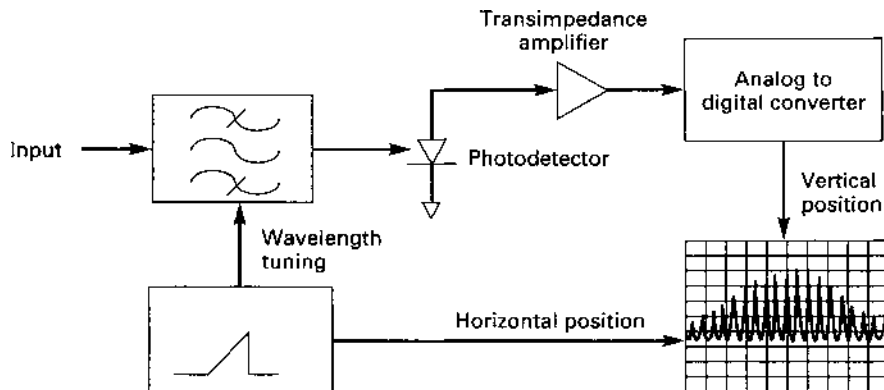 Transimpedance
amplifier
Analog to
digital converter
Input
Photodetector
Vertical
position
Wavelength
tuning
Horizontal position